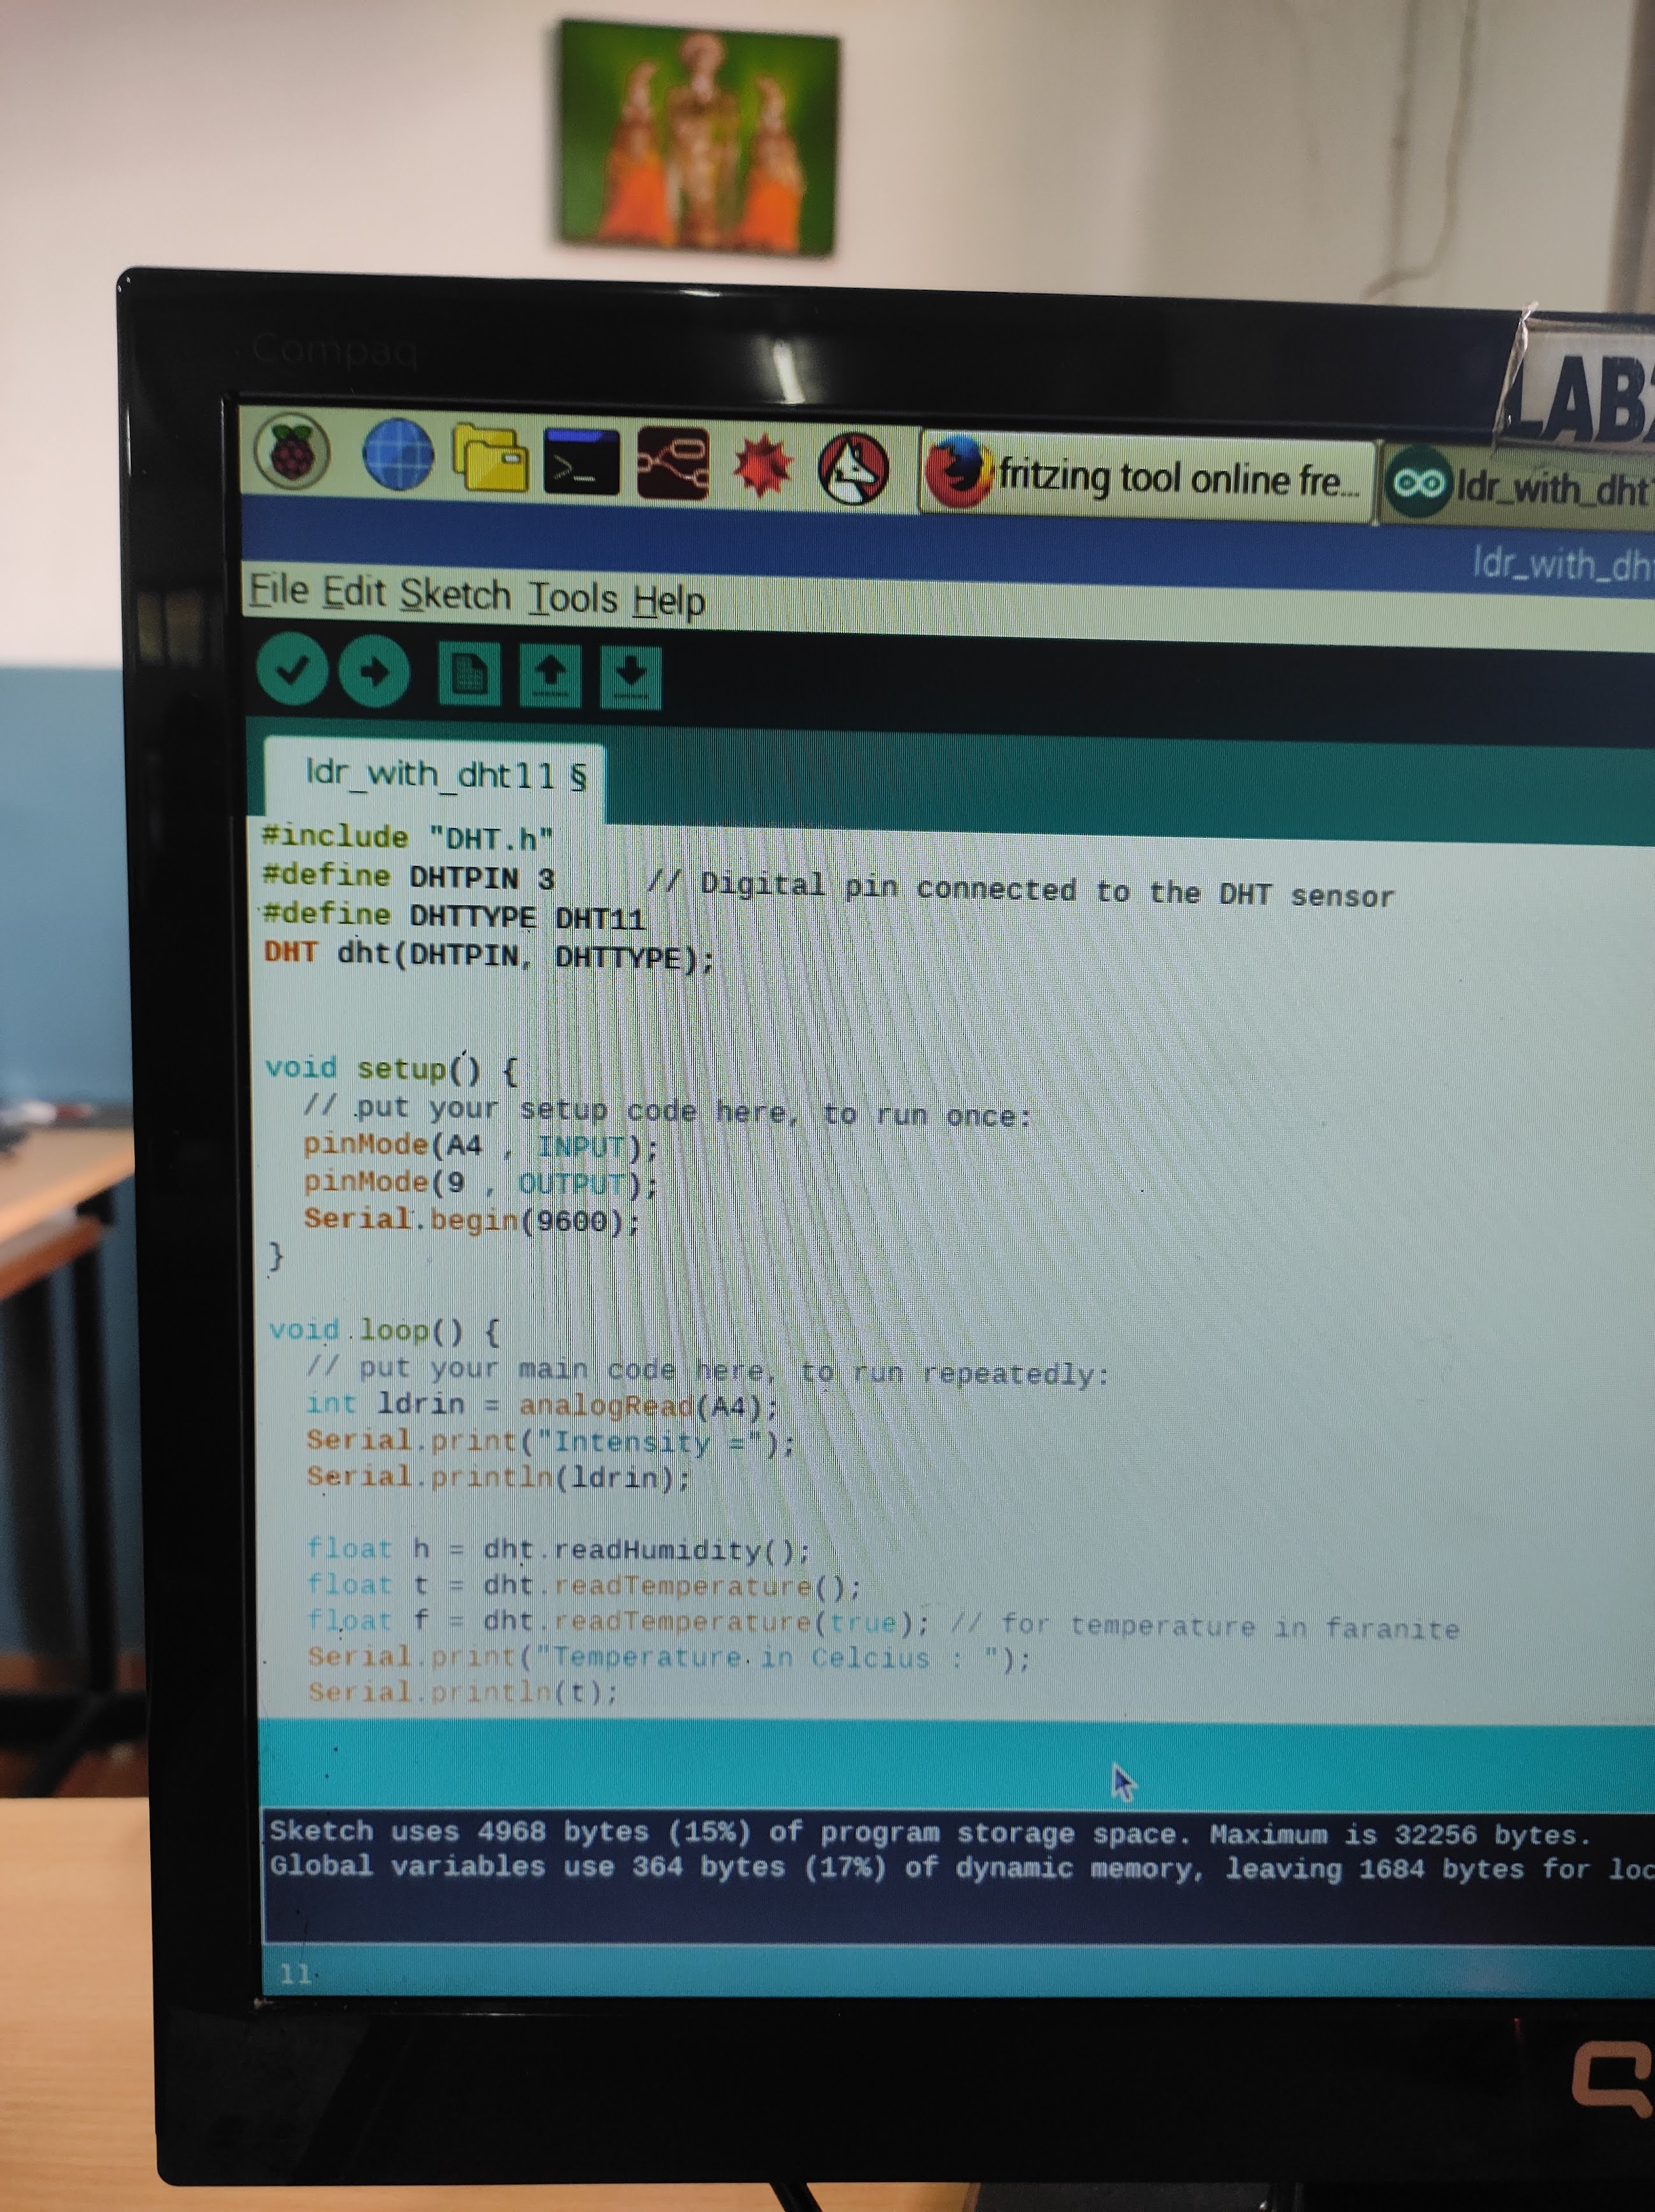 Compaq
LAB
fritzing tool online fre... ldr_with_dht
ldr_with_dh
File Edit Sketch Tools Help
ldr_with_dht11 §
#include "DHT.h"
#define DHTPIN 3     // Digital pin connected to the DHT sensor
#define DHTTYPE DHT11
DHT dht(DHTPIN, DHTTYPE);
void setup() {
  // put your setup code here, to run once:
  pinMode(A4 , INPUT);
  pinMode(9 , OUTPUT);
  Serial.begin(9600);
}
void loop() {
  // put your main code here, to run repeatedly:
  int ldrin = analogRead(A4);
  Serial.print("Intensity =");
  Serial.println(ldrin);
  float h = dht.readHumidity();
  float t = dht.readTemperature();
  float f = dht.readTemperature(true); // for temperature in faranite
  Serial.print("Temperature in Celcius : ");
  Serial.println(t);
Sketch uses 4968 bytes (15%) of program storage space. Maximum is 32256 bytes.
Global variables use 364 bytes (17%) of dynamic memory, leaving 1684 bytes for loc
11